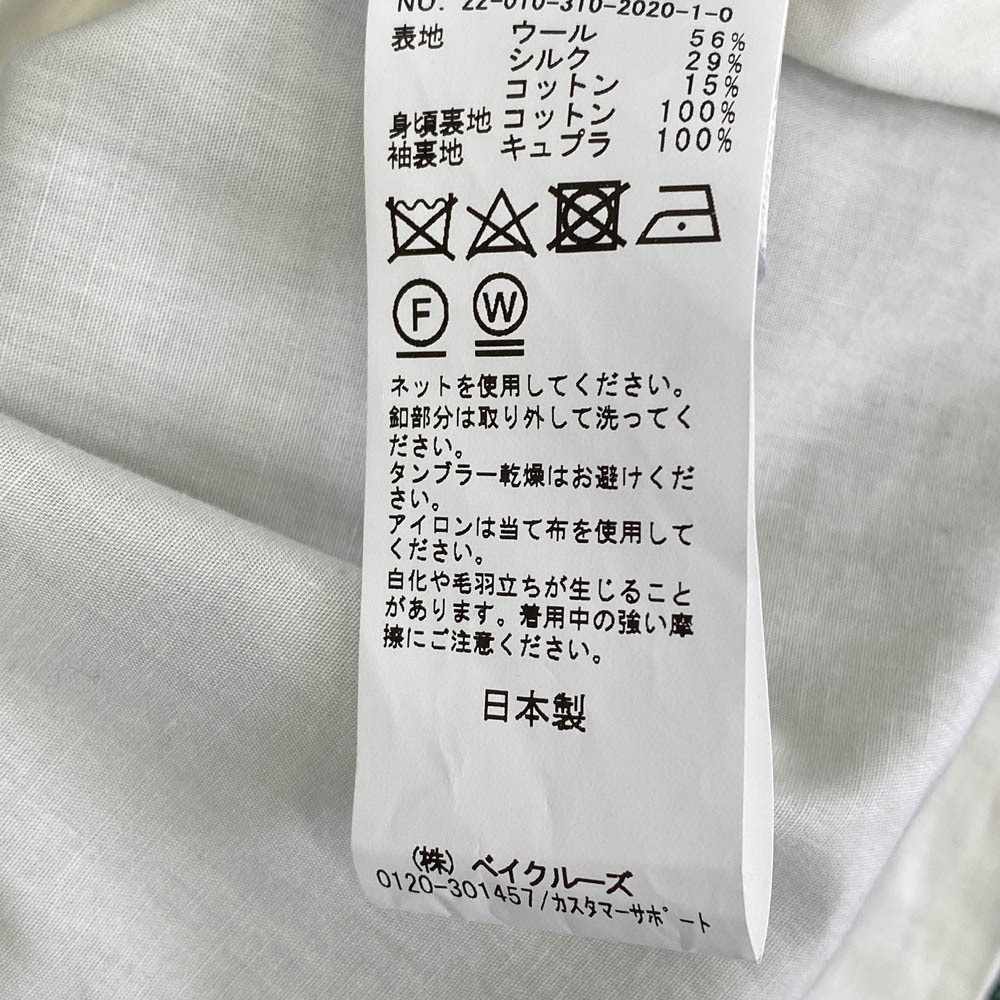 NO. 22-010-310-2020-1-0
表地 ウール 56%
シルク 29%
コットン 15%
身頃裏地 コットン 100%
袖裏地 キュプラ 100%
F W
ネットを使用してください。
釦部分は取り外して洗ってく
ださい。
タンブラー乾燥はお避けくだ
さい。
アイロンは当て布を使用して
ください。
白化や毛羽立ちが生じること
があります。着用中の強い摩
擦にご注意ください。
日本製
(株) ベイクルーズ
0120-301457/カスタマーサポート